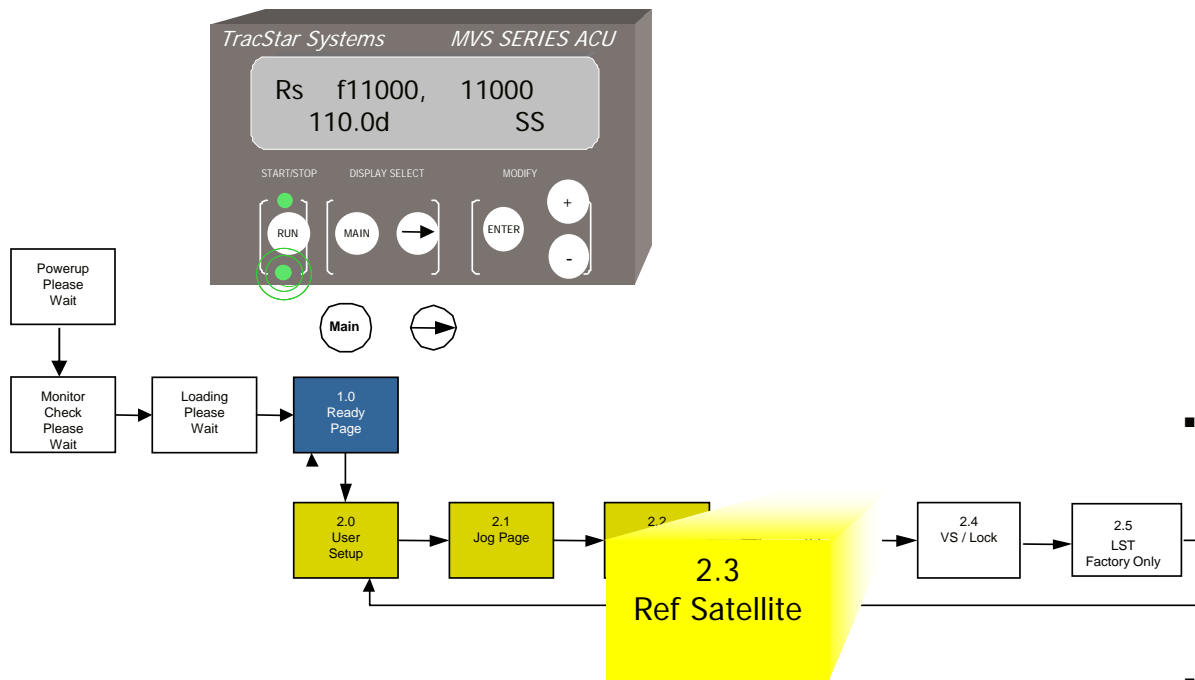 TracStar Systems MVS SERIES ACU
Rs f11000, 11000
110.0d SS
START/STOP DISPLAY SELECT MODIFY
RUN MAIN ENTER + -
Main
Powerup
Please
Wait
Monitor
Check
Please
Wait
Loading
Please
Wait
1.0
Ready
Page
2.0
User
Setup
2.1
Jog Page
2.2
2.3
Ref Satellite
2.4
VS / Lock
2.5
LST
Factory Only